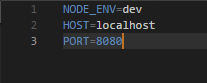 1 NODE_ENV=dev
2 HOST=localhost
3 PORT=8080